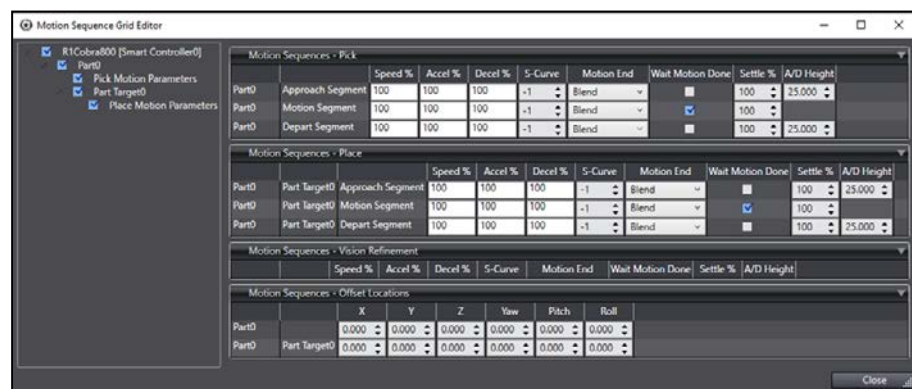 Motion Sequence Grid Editor
R1Cobra800 [Smart Controller0]
Part0
Pick Motion Parameters
Part Target0
Place Motion Parameters
Motion Sequences - Pick
Speed % Accel % Decel % S-Curve Motion End Wait Motion Done Settle % A/D Height
Part0 Approach Segment 100 100 100 -1 Blend 100 25.000
Part0 Motion Segment 100 100 100 -1 Blend 100
Part0 Depart Segment 100 100 100 -1 Blend 100 25.000
Motion Sequences - Place
Speed % Accel % Decel % S-Curve Motion End Wait Motion Done Settle % A/D Height
Part0 Part Target0 Approach Segment 100 100 100 -1 Blend 100 25.000
Part0 Part Target0 Motion Segment 100 100 100 -1 Blend 100
Part0 Part Target0 Depart Segment 100 100 100 -1 Blend 100 25.000
Motion Sequences - Vision Refinement
Speed % Accel % Decel % S-Curve Motion End Wait Motion Done Settle % A/D Height
Motion Sequences - Offset Locations
X Y Z Yaw Pitch Roll
Part0 0.000 0.000 0.000 0.000 0.000 0.000
Part0 Part Target0 0.000 0.000 0.000 0.000 0.000 0.000
Close